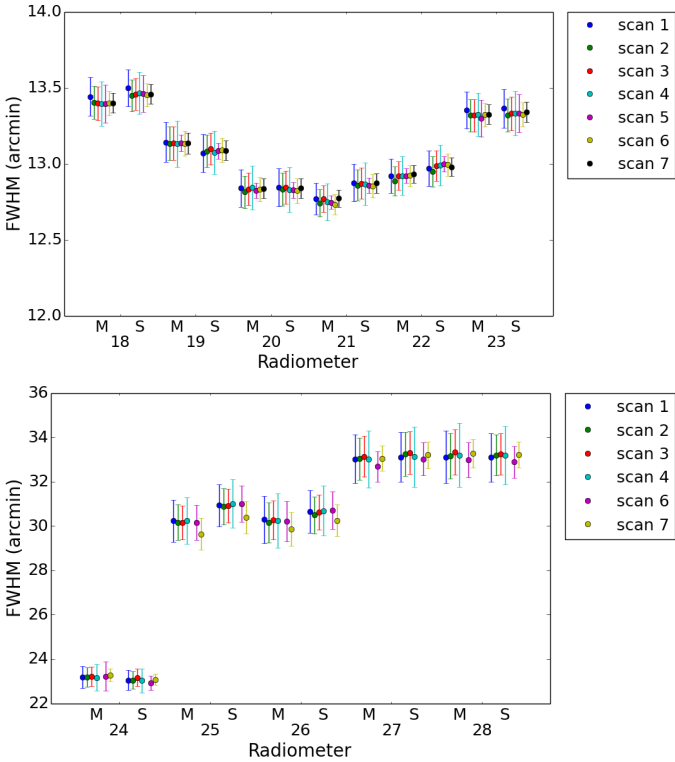 14.0
13.5
13.0
12.5
12.0
FWHM (arcmin)
M S M S M S M S M S M S
18 19 20 21 22 23
Radiometer
scan 1
scan 2
scan 3
scan 4
scan 5
scan 6
scan 7
36
34
32
30
28
26
24
22
FWHM (arcmin)
M S M S M S M S M S
24 25 26 27 28
Radiometer
scan 1
scan 2
scan 3
scan 4
scan 6
scan 7